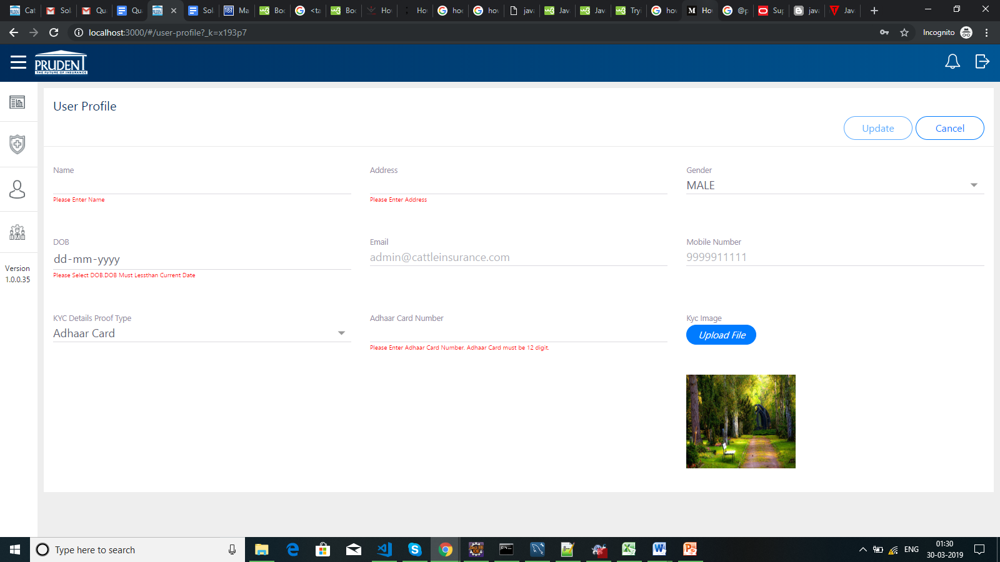 Cat
Sol
Qu
Qu
Sol
Ma
Boo
<ta
Boo
Ho
Ho
hoe
hov
java
Jav
Jav
Try
hov
Ho
@p
Sup
java
Jav
localhost:3000/#/user-profile?_k=x193p7
Incognito
PRUDENT
THE FUTURE OF INSURANCE
User Profile
Update
Cancel
Name
Address
Gender
MALE
Please Enter Name
Please Enter Address
DOB
Email
Mobile Number
dd-mm-yyyy
admin@cattleinsurance.com
9999911111
Please Select DOB.DOB Must Lessthan Current Date
Version
1.0.0.35
KYC Details Proof Type
Adhaar Card Number
Kyc Image
Adhaar Card
Upload File
Please Enter Adhaar Card Number. Adhaar Card must be 12 digit.
Type here to search
ENG
01:30
30-03-2019